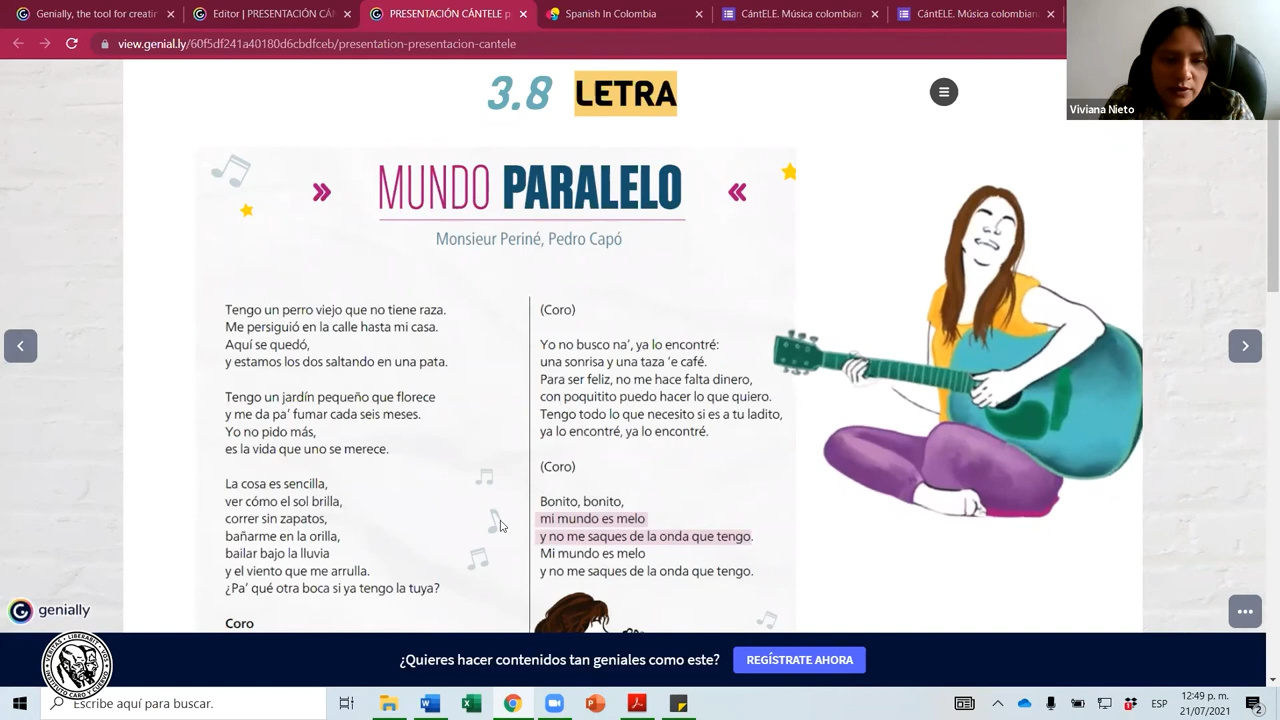 Genially, the tool for creatin
Editor | PRESENTACIÓN CÁN
PRESENTACIÓN CÁNTELE p
Spanish In Colombia
CántELE. Música colombian
CántELE. Música colombian
view.genial.ly/60f5df241a40180d6cbdfceb/presentation-presentacion-cantele
Viviana Nieto
3.8 LETRA
MUNDO PARALELO
Monsieur Periné, Pedro Capó
Tengo un perro viejo que no tiene raza.
Me persiguió en la calle hasta mi casa.
Aquí se quedó,
y estamos los dos saltando en una pata.
Tengo un jardín pequeño que florece
y me da pa’ fumar cada seis meses.
Yo no pido más,
es la vida que uno se merece.
La cosa es sencilla,
ver cómo el sol brilla,
correr sin zapatos,
bañarme en la orilla,
bailar bajo la lluvia
y el viento que me arrulla.
¿Pa’ qué otra boca si ya tengo la tuya?
Coro
(Coro)
Yo no busco na’, ya lo encontré:
una sonrisa y una taza ’e café.
Para ser feliz, no me hace falta dinero,
con poquitito puedo hacer lo que quiero.
Tengo todo lo que necesito si es a tu ladito,
ya lo encontré, ya lo encontré.
(Coro)
Bonito, bonito,
mi mundo es melo
y no me saques de la onda que tengo.
Mi mundo es melo
y no me saques de la onda que tengo.
genially
¿Quieres hacer contenidos tan geniales como este?
REGÍSTRATE AHORA
Escribe aquí para buscar.
ESP
12:49 p. m.
21/07/2021
2